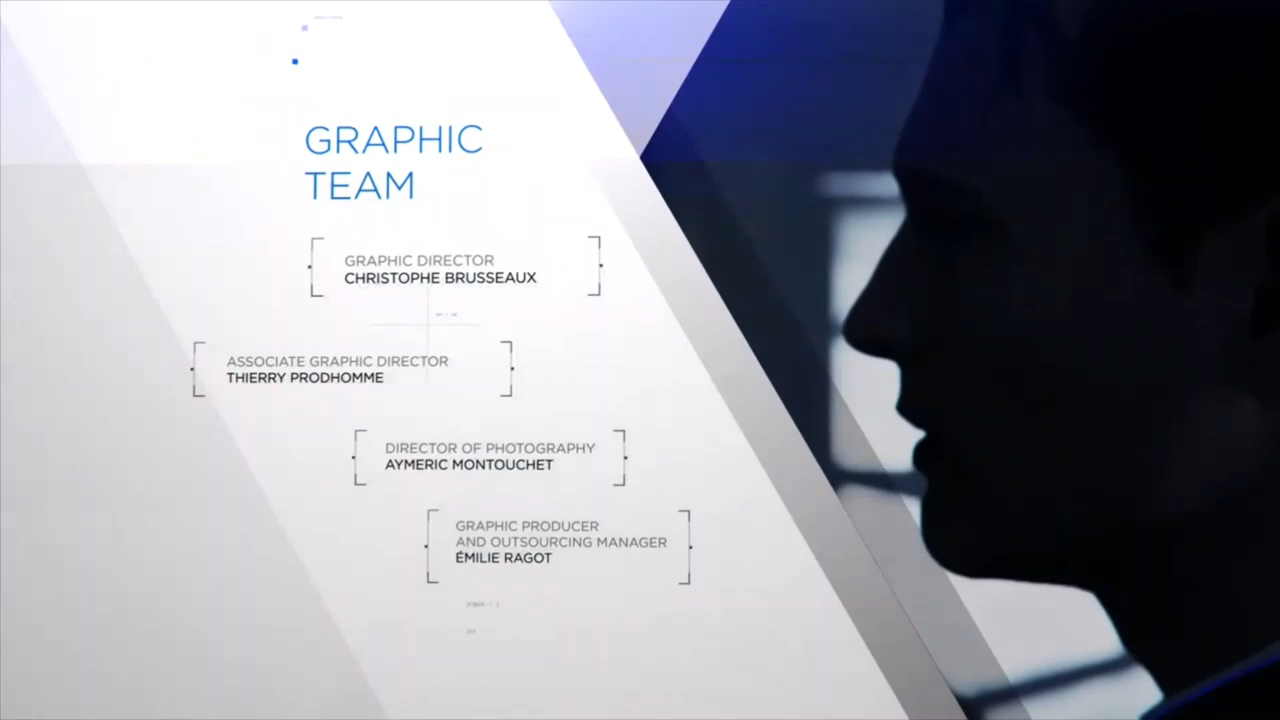 GRAPHIC
TEAM
GRAPHIC DIRECTOR
CHRISTOPHE BRUSSEAUX
ASSOCIATE GRAPHIC DIRECTOR
THIERRY PRODHOMME
DIRECTOR OF PHOTOGRAPHY
AYMERIC MONTOUCHET
GRAPHIC PRODUCER
AND OUTSOURCING MANAGER
ÉMILIE RAGOT